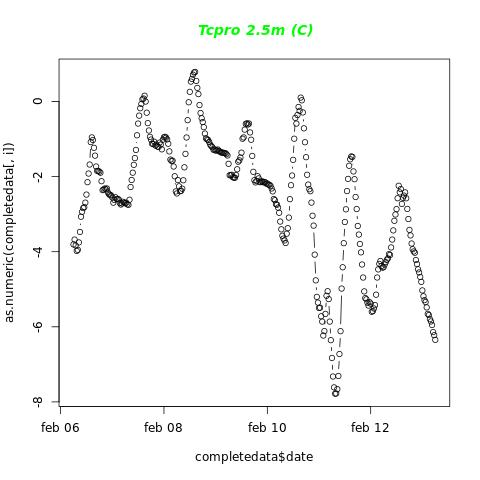 Tcpro 2.5m (C)
as.numeric(completedata[, i])
0
-2
-4
-6
-8
feb 06
feb 08
feb 10
feb 12
completedata$date